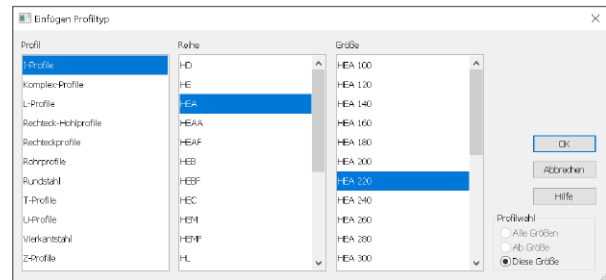 Einfügen Profiltyp
Profil
I-Profile
Komplex-Profile
L-Profile
Rechteck-Hohlprofile
Rechteckprofile
Rohrprofile
Rundstahl
T-Profile
U-Profile
Vierkantstahl
Z-Profile
Reihe
HD
HE
HEA
HEAA
HEAF
HEB
HEBF
HEC
HEM
HEMF
HL
Größe
HEA 100
HEA 120
HEA 140
HEA 160
HEA 180
HEA 200
HEA 220
HEA 240
HEA 260
HEA 280
HEA 300
OK
Abbrechen
Hilfe
Profilwahl
Alle Größen
Ab Größe
Diese Größe